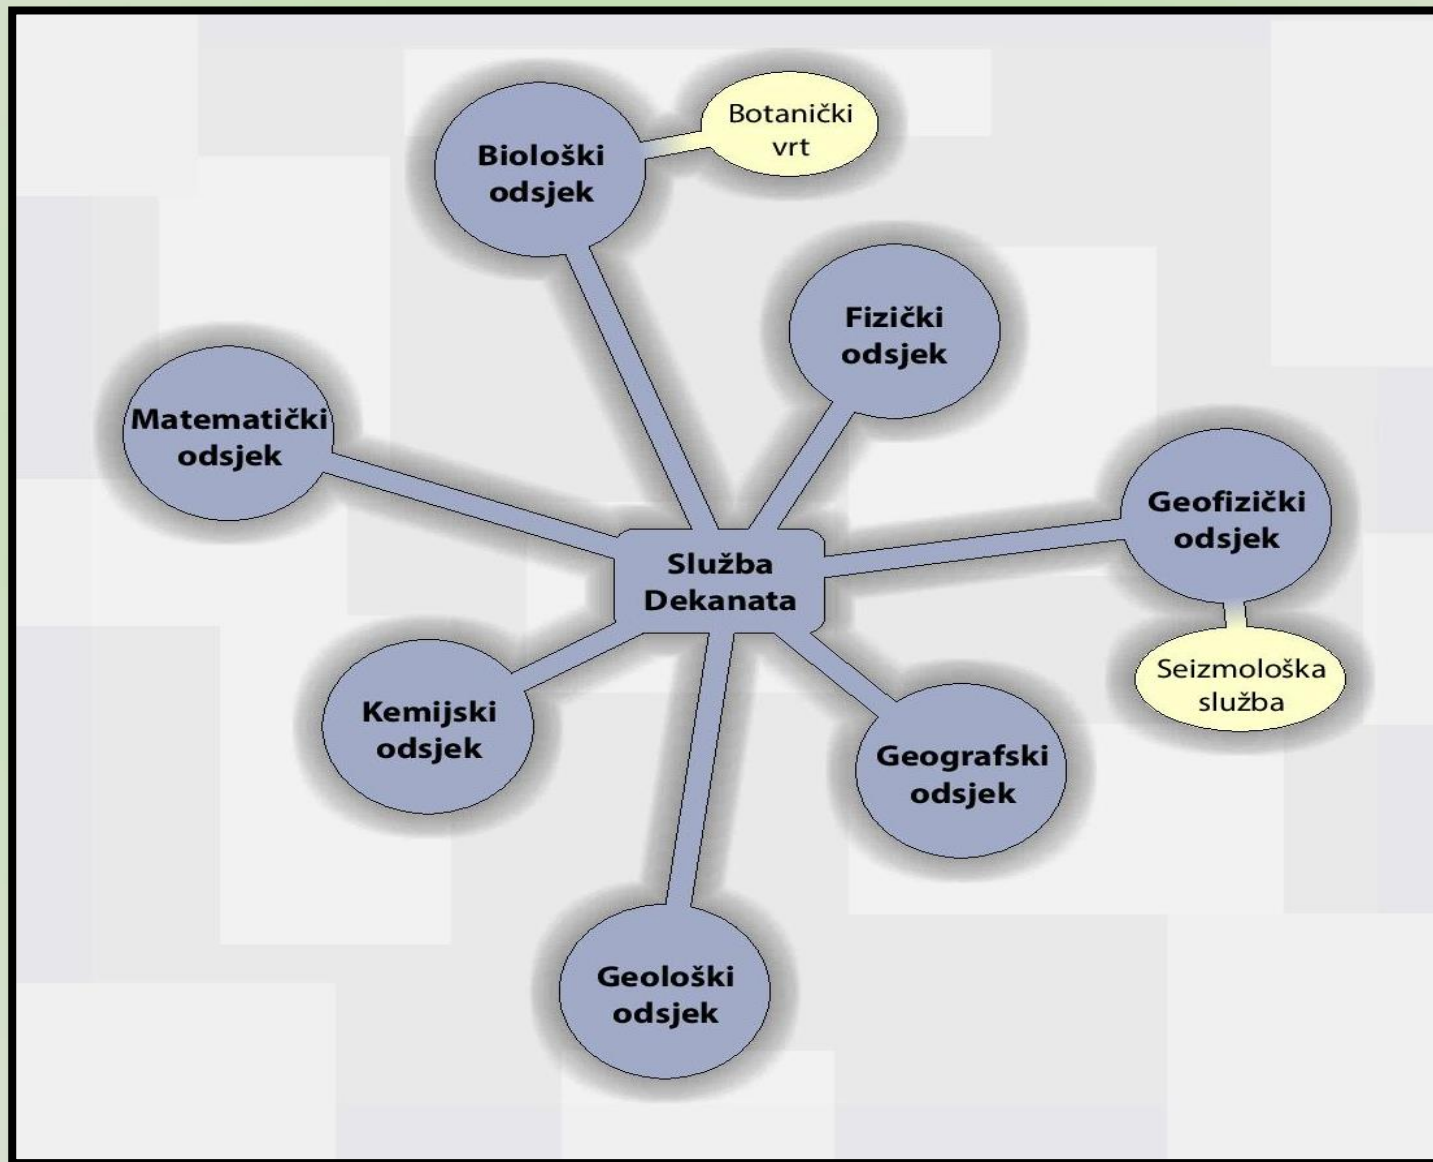 Botanički
vrt
Biološki
odsjek
Fizički
odsjek
Matematički
odsjek
Geofizički
odsjek
Služba
Dekanata
Seizmološka
služba
Kemijski
odsjek
Geografski
odsjek
Geološki
odsjek